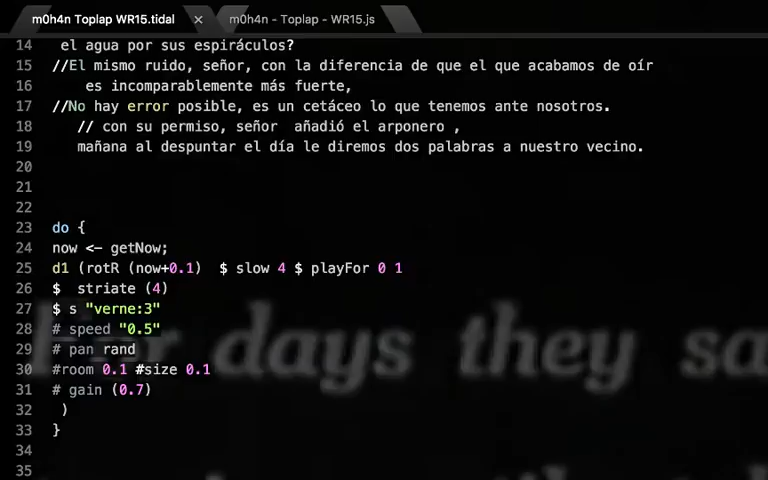 m0h4n Toplap WR15.tidal
m0h4n - Toplap - WR15.js
14 el agua por sus espiráculos?
15 //El mismo ruido, señor, con la diferencia de que el que acabamos de oír
16 es incomparablemente más fuerte,
17 //No hay error posible, es un cetáceo lo que tenemos ante nosotros.
18 // con su permiso, señor añadió el arponero ,
19 mañana al despuntar el día le diremos dos palabras a nuestro vecino.
20
21
22
23 do {
24 now <- getNow;
25 d1 (rotR (now+0.1) $ slow 4 $ playFor 0 1
26 $ striate (4)
27 $ s "verne:3"
28 # speed "0.5"
29 # pan rand
30 #room 0.1 #size 0.1
31 # gain (0.7)
32 )
33 }
34
35
For days they sa